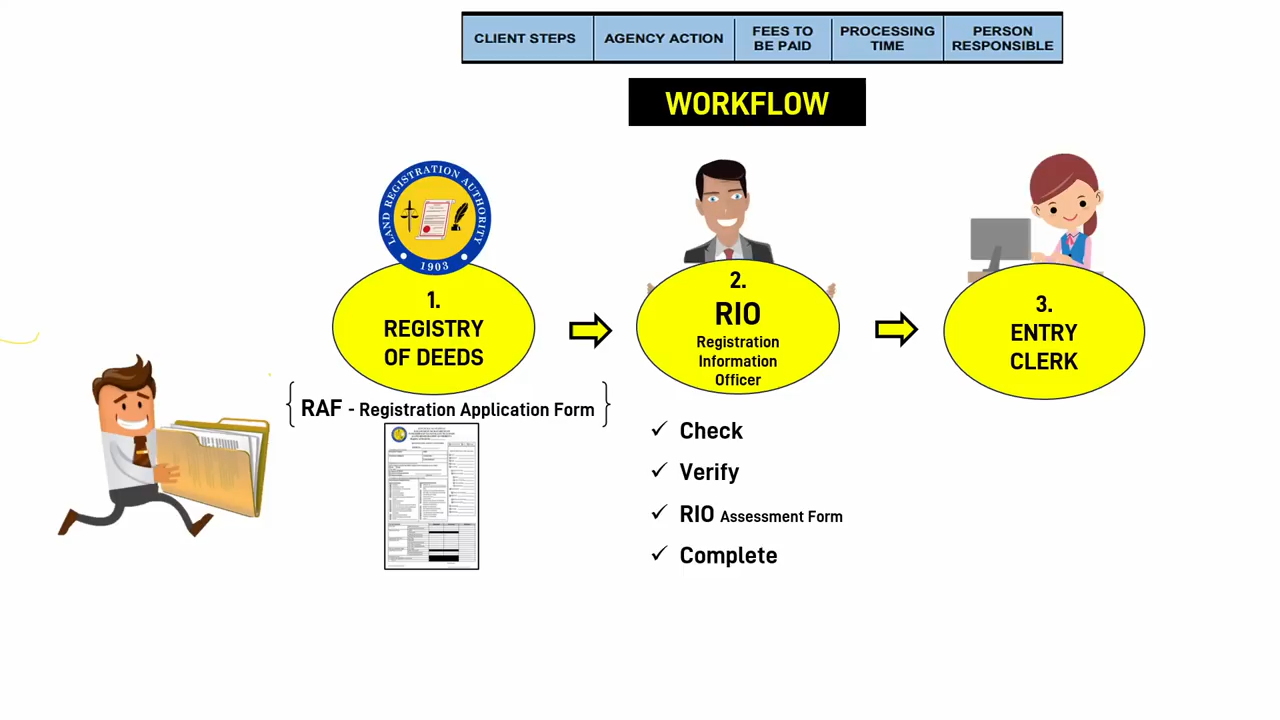 CLIENT STEPS
AGENCY ACTION
FEES TO
BE PAID
PROCESSING
TIME
PERSON
RESPONSIBLE
WORKFLOW
LAND REGISTRATION AUTHORITY
1903
1.
REGISTRY
OF DEEDS
2.
RIO
Registration
Information
Officer
3.
ENTRY
CLERK
RAF - Registration Application Form
✓ Check
✓ Verify
✓ RIO Assessment Form
✓ Complete